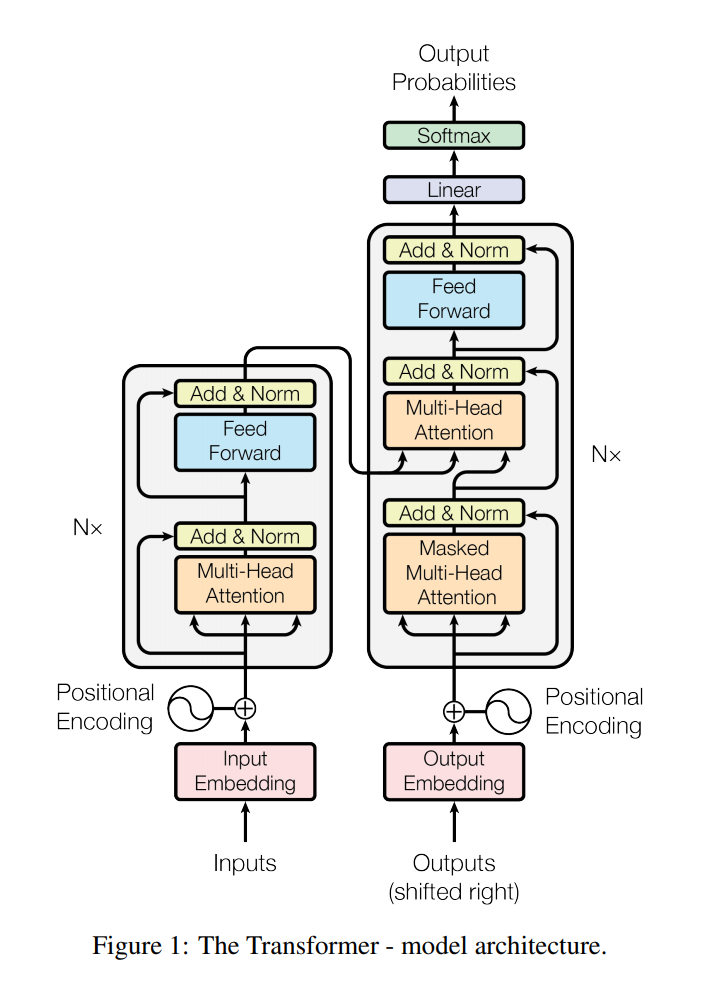 Output
Probabilities
Softmax
Linear
Add & Norm
Feed
Forward
Add & Norm
Multi-Head
Attention
Add & Norm
Masked
Multi-Head
Attention
N×
Add & Norm
Feed
Forward
Add & Norm
Multi-Head
Attention
N×
Positional
Encoding
Input
Embedding
Inputs
Positional
Encoding
Output
Embedding
Outputs
(shifted right)
Figure 1: The Transformer - model architecture.